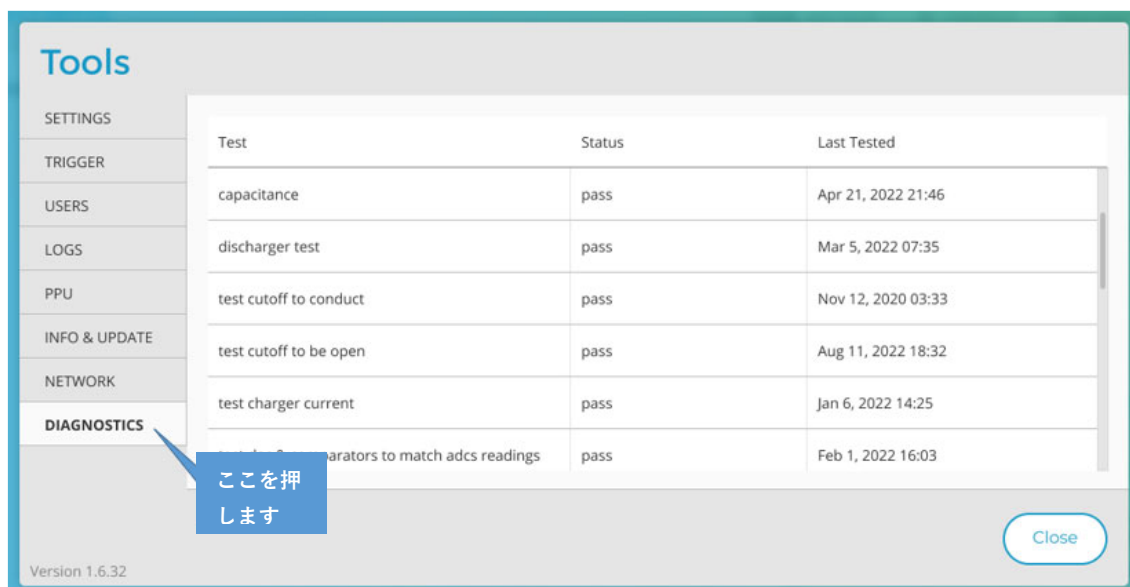 Tools
SETTINGS
TRIGGER
USERS
LOGS
PPU
INFO & UPDATE
NETWORK
DIAGNOSTICS
Test Status Last Tested
capacitance pass Apr 21, 2022 21:46
discharger test pass Mar 5, 2022 07:35
test cutoff to conduct pass Nov 12, 2020 03:33
test cutoff to be open pass Aug 11, 2022 18:32
test charger current pass Jan 6, 2022 14:25
to match adcs readings pass Feb 1, 2022 16:03
ここを押
します
Close
Version 1.6.32